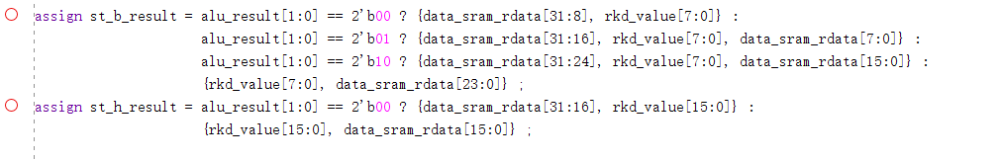 assign st_b_result = alu_result[1:0] == 2'b00 ? {data_sram_rdata[31:8], rkd_value[7:0]} :
alu_result[1:0] == 2'b01 ? {data_sram_rdata[31:16], rkd_value[7:0], data_sram_rdata[7:0]} :
alu_result[1:0] == 2'b10 ? {data_sram_rdata[31:24], rkd_value[7:0], data_sram_rdata[15:0]} :
{rkd_value[7:0], data_sram_rdata[23:0]} ;
assign st_h_result = alu_result[1:0] == 2'b00 ? {data_sram_rdata[31:16], rkd_value[15:0]} :
{rkd_value[15:0], data_sram_rdata[15:0]} ;